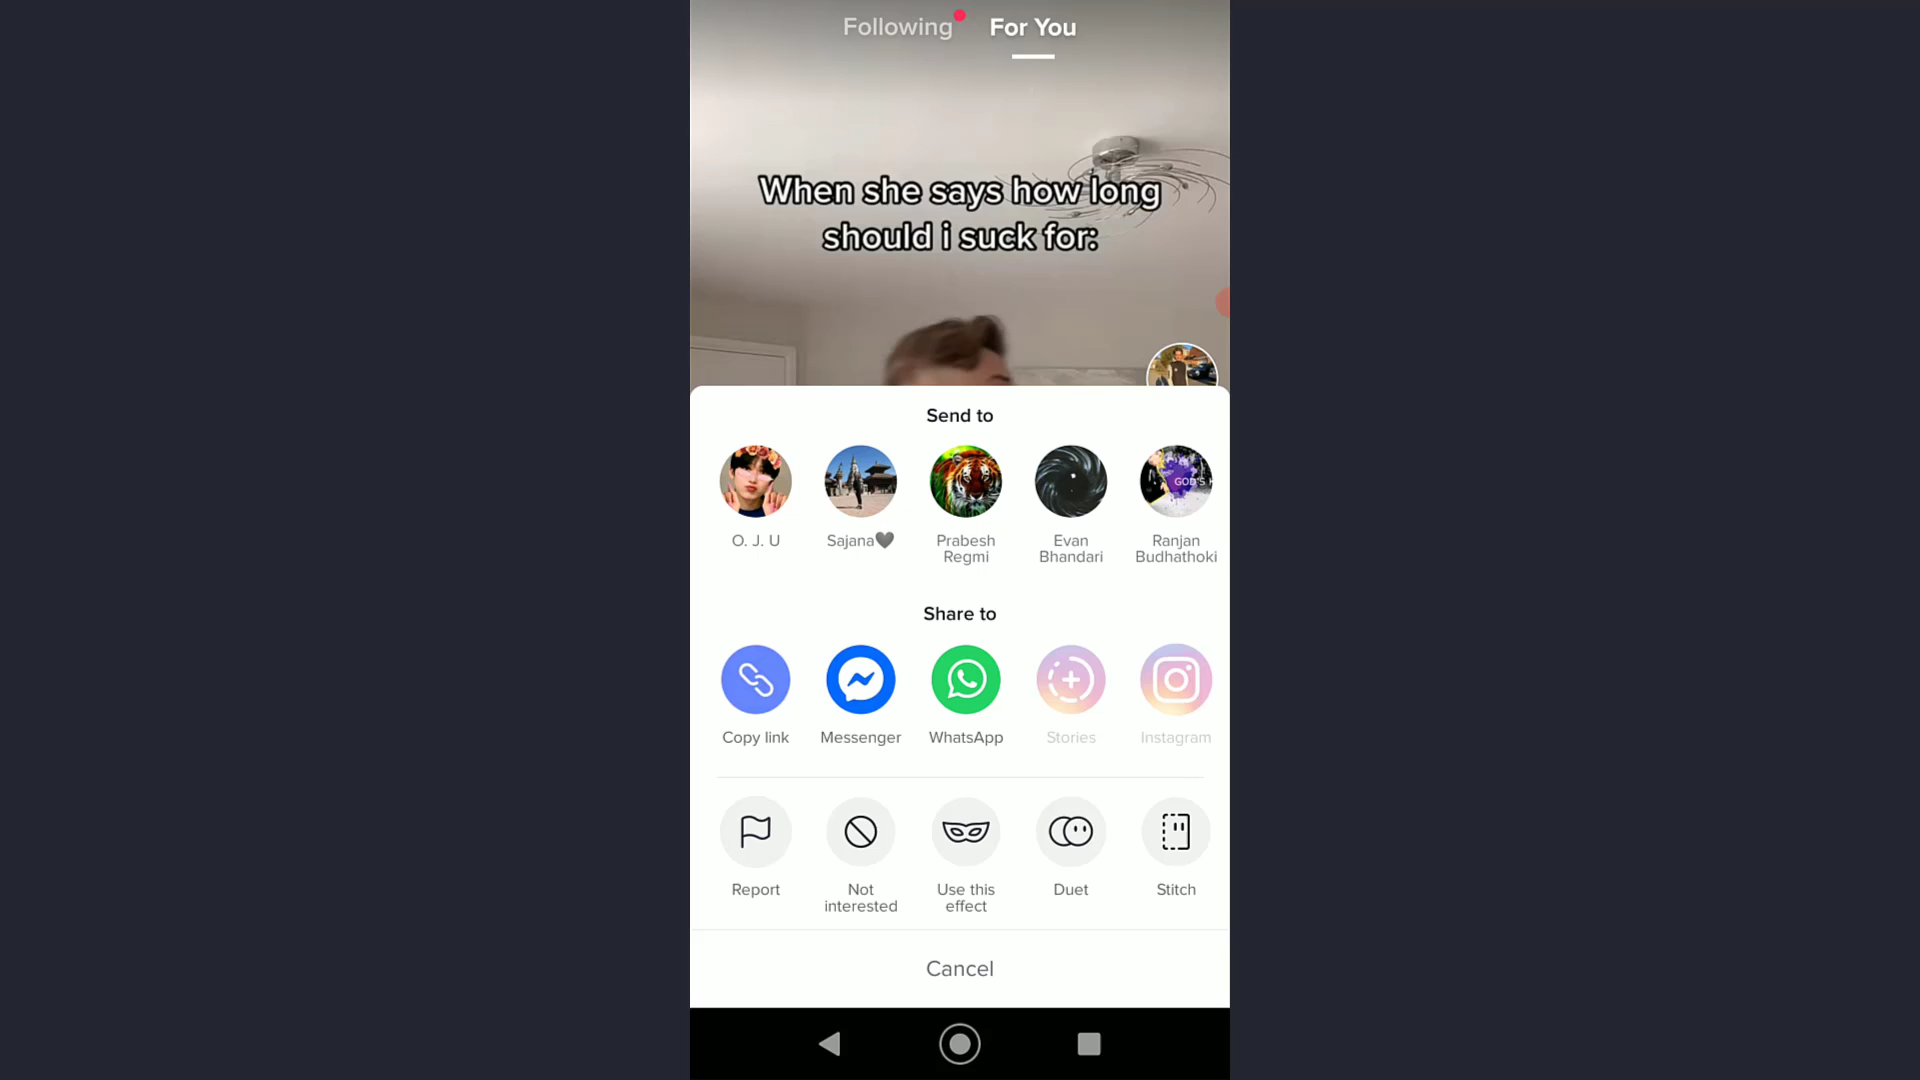 Following
For You
When she says how long
should i suck for:
Send to
O. J. U
Sajana🖤
Prabesh
Regmi
Evan
Bhandari
Ranjan
Budhathoki
GOD'S
Share to
Copy link
Messenger
WhatsApp
Stories
Instagram
Report
Not
interested
Use this
effect
Duet
Stitch
Cancel